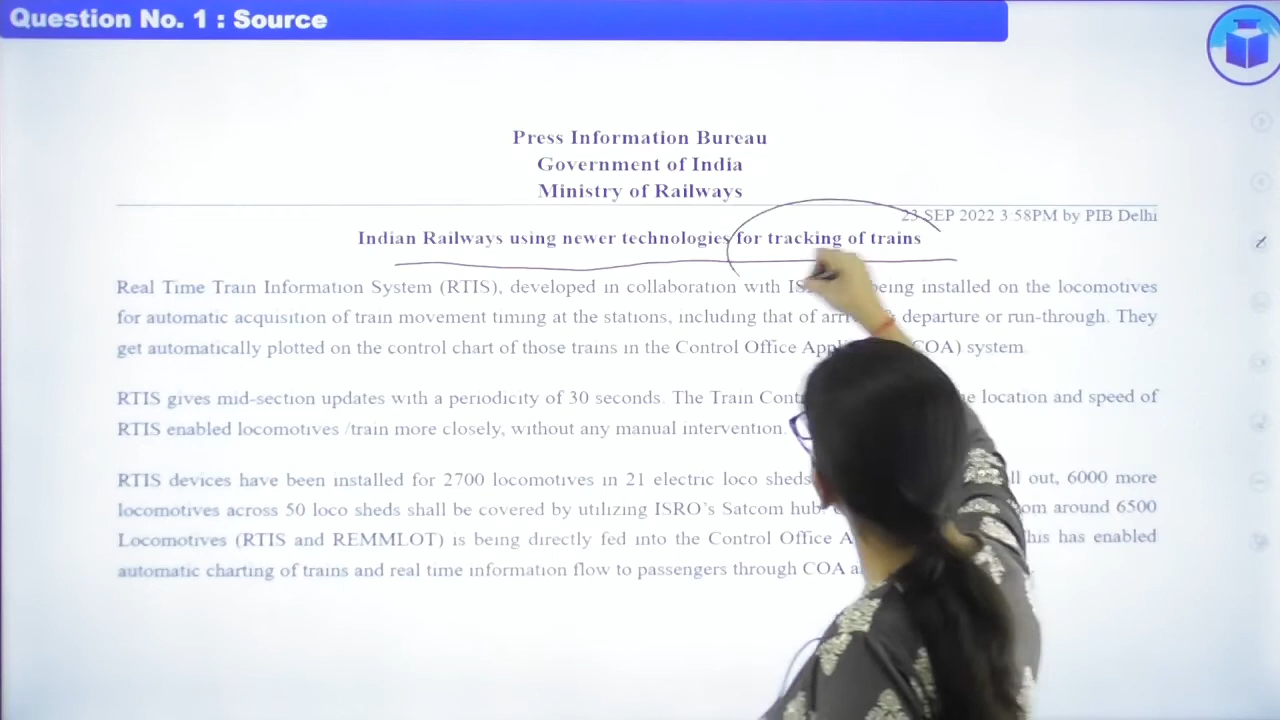 Question No. 1 : Source
Press Information Bureau
Government of India
Ministry of Railways
23 SEP 2022 3:58PM by PIB Delhi
Indian Railways using newer technologies for tracking of trains
Real Time Train Information System (RTIS), developed in collaboration with being installed on the locomotives
for automatic acquisition of train movement timing at the stations, including that of departure or run-through. They
get automatically plotted on the control chart of those trains in the Control Office COA) system
RTIS gives mid-section updates with a periodicity of 30 seconds. The Train location and speed of
RTIS enabled locomotives /train more closely, without any manual intervention.
RTIS devices have been installed for 2700 locomotives in 21 electric loco sheds out, 6000 more
locomotives across 50 loco sheds shall be covered by utilizing ISRO's Satcom hub. around 6500
Locomotives (RTIS and REMMLOT) is being directly fed into the Control Office has enabled
automatic charting of trains and real time information flow to passengers through COA